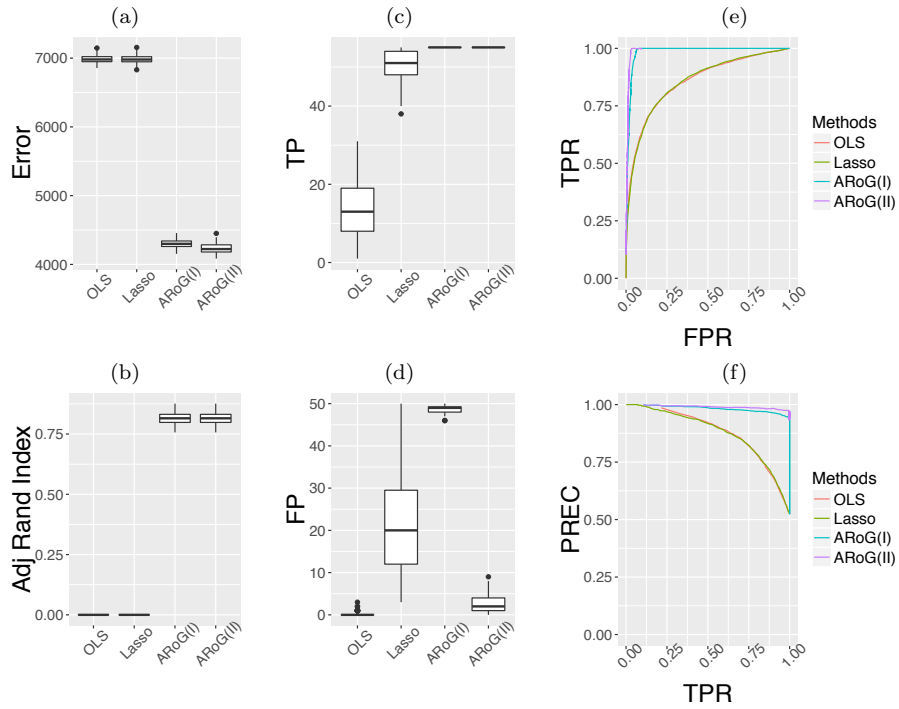 (a)
Error
7000
6000
5000
4000
OLS
Lasso
ARoG(I)
ARoG(II)
(c)
TP
40
20
0
OLS
Lasso
ARoG(I)
ARoG(II)
(e)
TPR
1.00
0.75
0.50
0.25
0.00
0.00
0.25
0.50
0.75
1.00
FPR
Methods
OLS
Lasso
ARoG(I)
ARoG(II)
(b)
Adj Rand Index
0.75
0.50
0.25
0.00
OLS
Lasso
ARoG(I)
ARoG(II)
(d)
FP
50
40
30
20
10
0
OLS
Lasso
ARoG(I)
ARoG(II)
(f)
PREC
1.00
0.75
0.50
0.25
0.00
0.00
0.25
0.50
0.75
1.00
TPR
Methods
OLS
Lasso
ARoG(I)
ARoG(II)